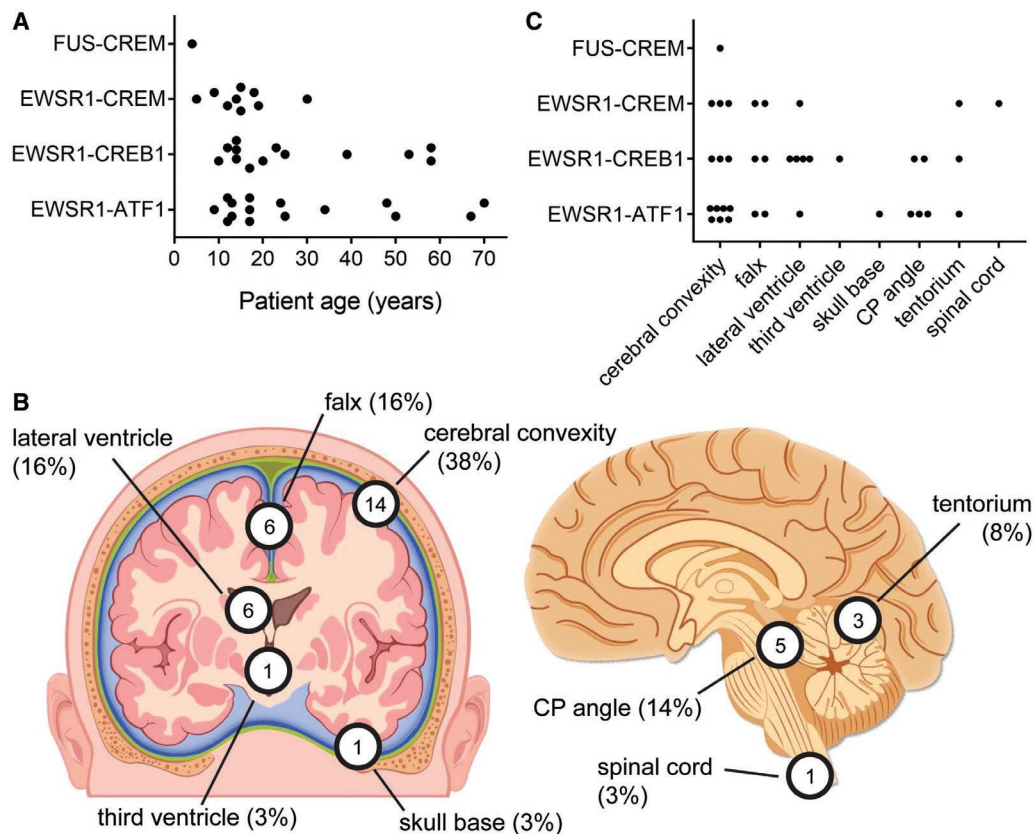 A
FUS-CREM
EWSR1-CREM
EWSR1-CREB1
EWSR1-ATF1
0 10 20 30 40 50 60 70
Patient age (years)
C
FUS-CREM
EWSR1-CREM
EWSR1-CREB1
EWSR1-ATF1
cerebral convexity
falx
lateral ventricle
third ventricle
skull base
CP angle
tentorium
spinal cord
B
falx (16%)
lateral ventricle
(16%)
cerebral convexity
(38%)
14
6
6
1
1
third ventricle (3%)
skull base (3%)
tentorium
(8%)
3
5
CP angle (14%)
spinal cord
(3%)
1